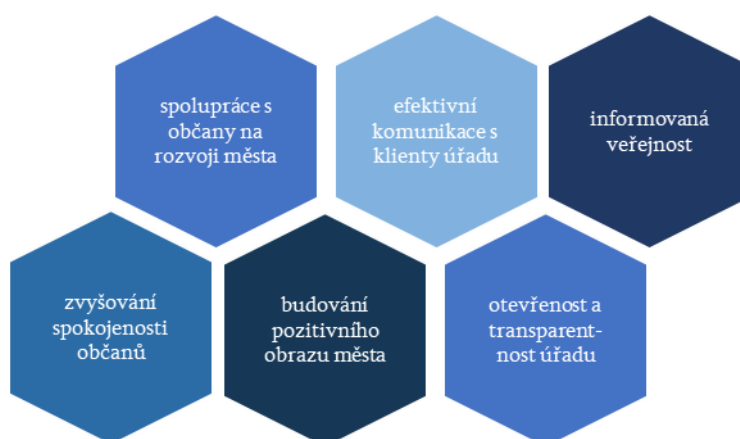 spolupráce s
občany na
rozvoji města
efektivní
komunikace s
klienty úřadu
informovaná
veřejnost
zvyšování
spokojenosti
občanů
budování
pozitivního
obrazu města
otevřenost a
transparent-
nost úřadu